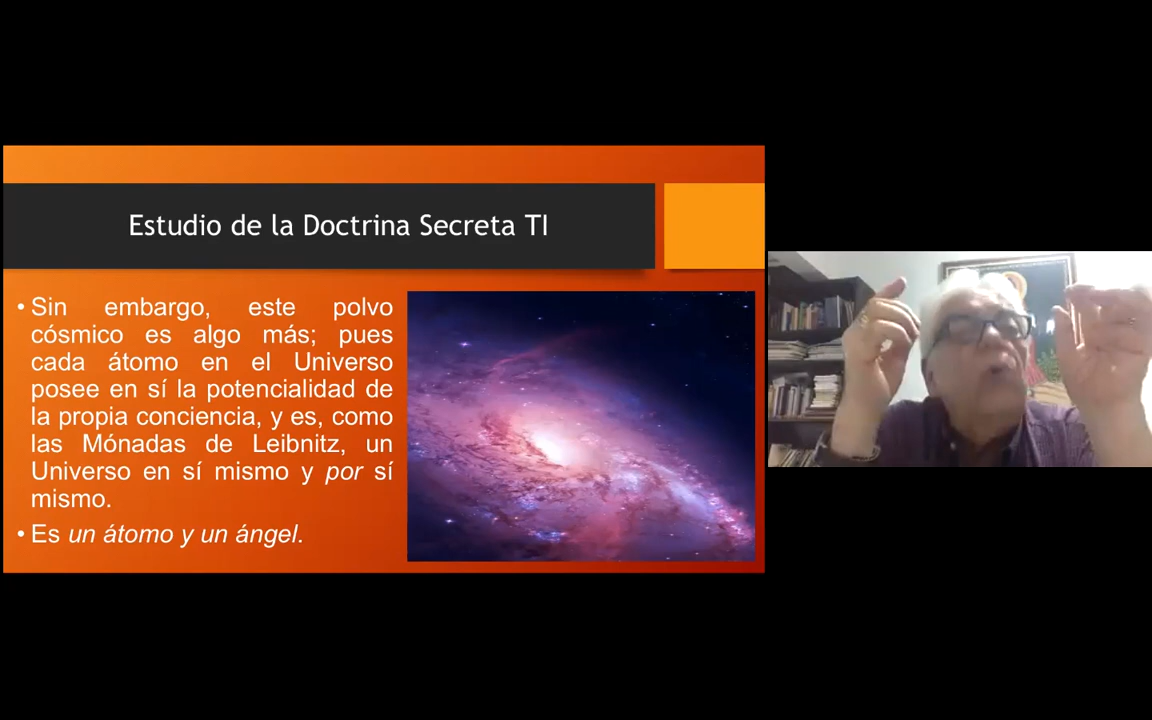 Estudio de la Doctrina Secreta TI
• Sin embargo, este polvo
cósmico es algo más; pues
cada átomo en el Universo
posee en sí la potencialidad de
la propia conciencia, y es, como
las Mónadas de Leibnitz, un
Universo en sí mismo y por sí
mismo.
• Es un átomo y un ángel.